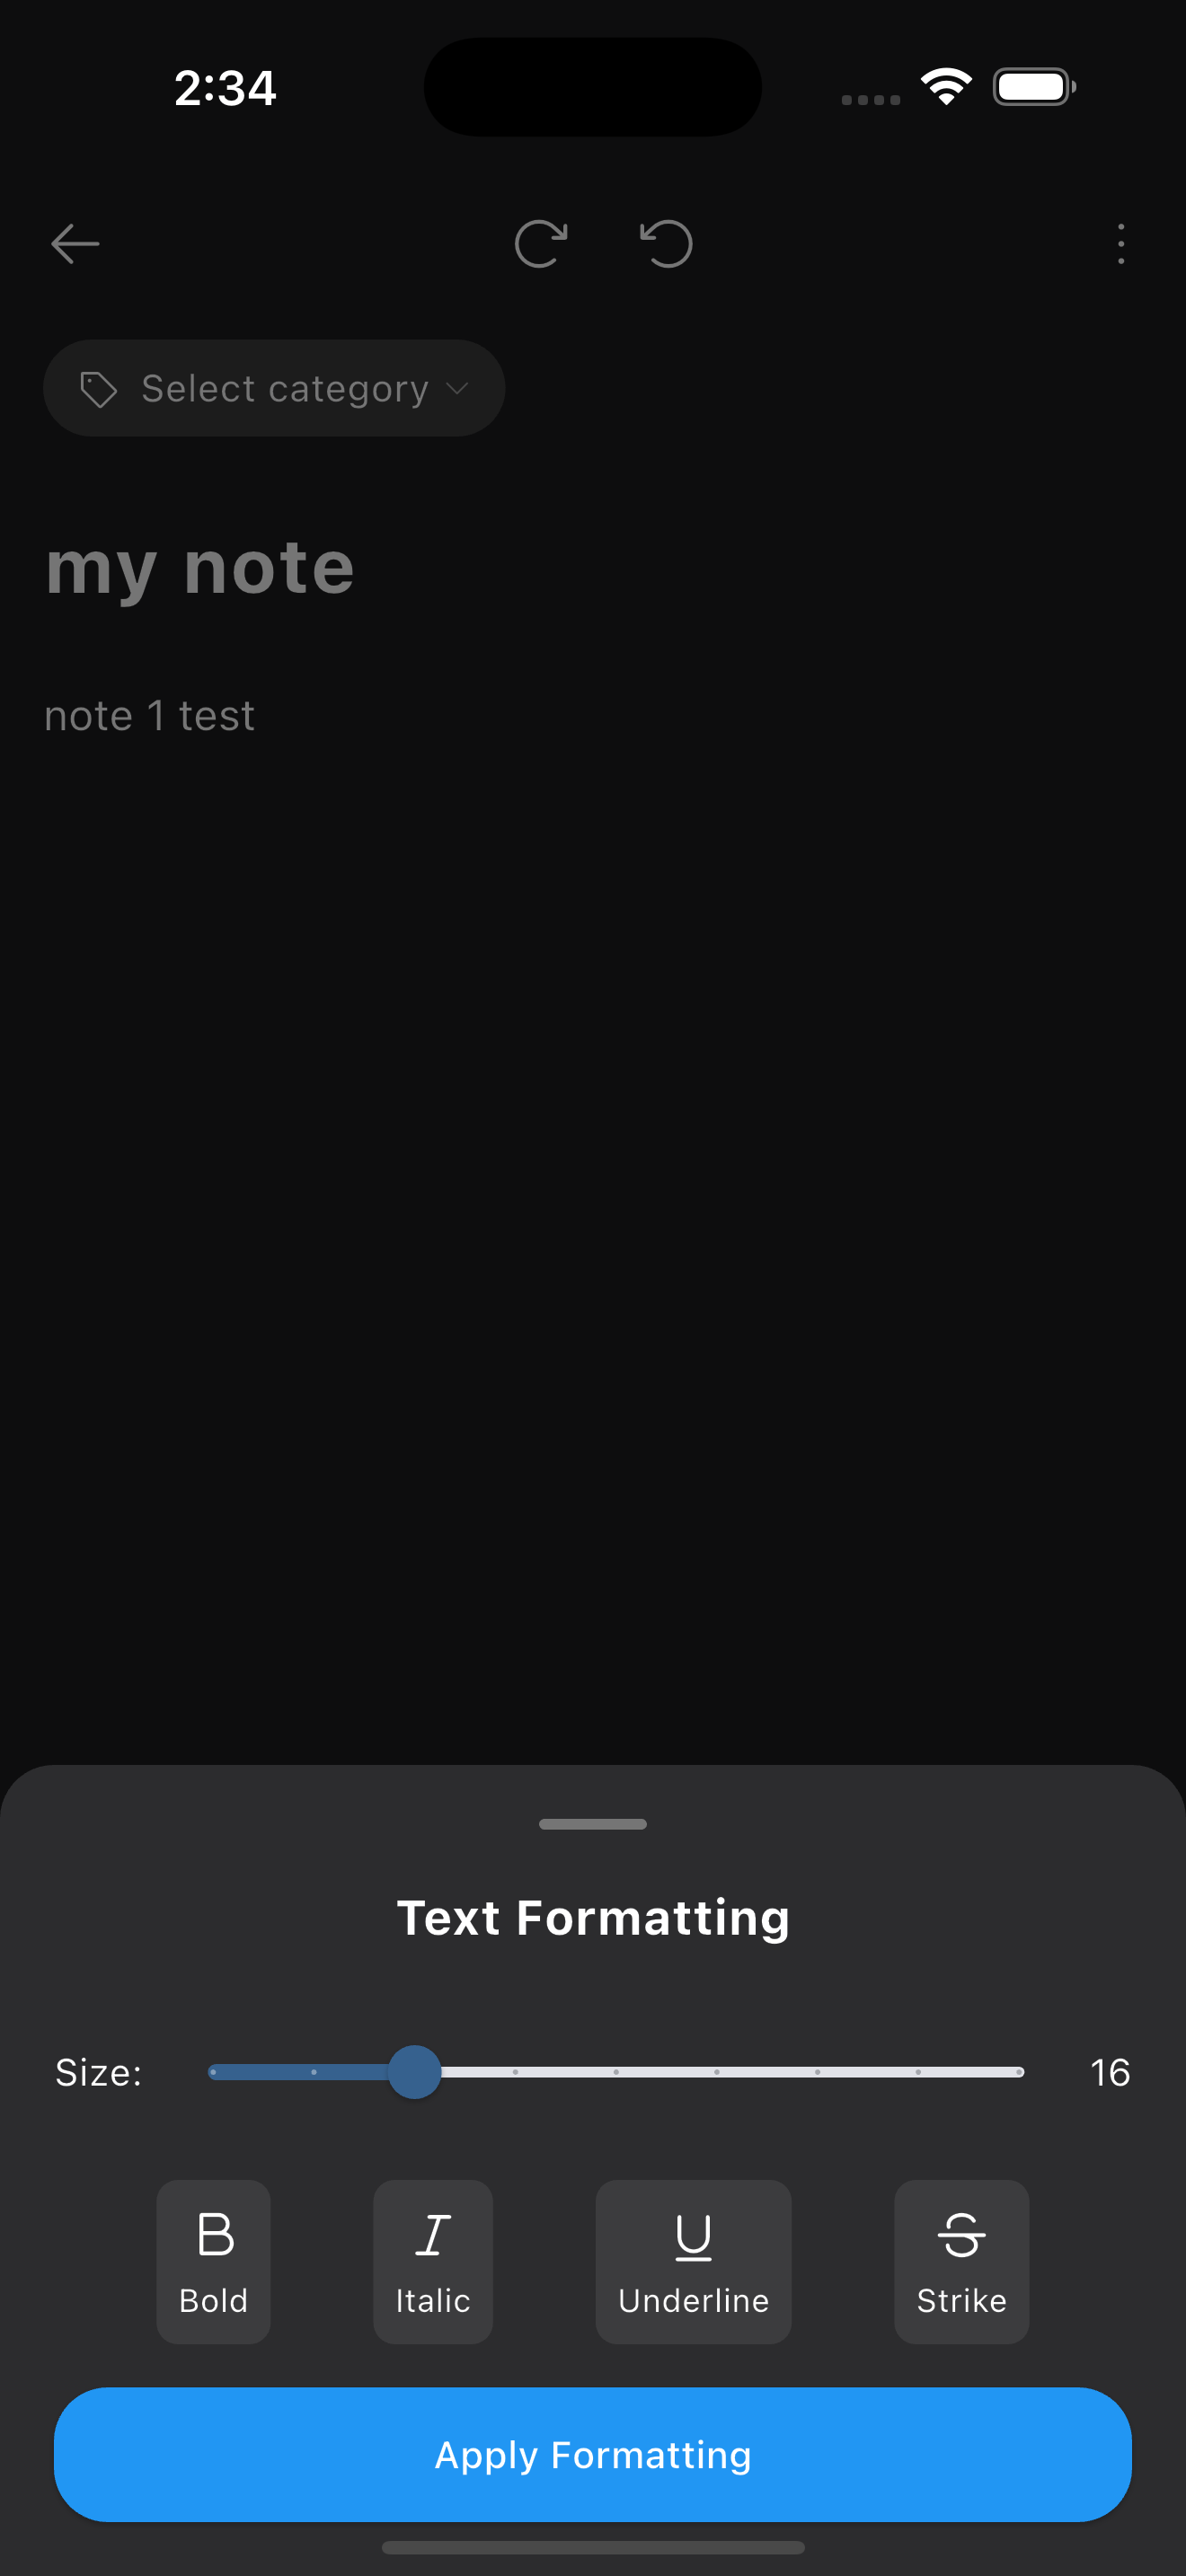 2:34
Select category
my note
note 1 test
Text Formatting
Size: 16
B I U S
Bold Italic Underline Strike
Apply Formatting